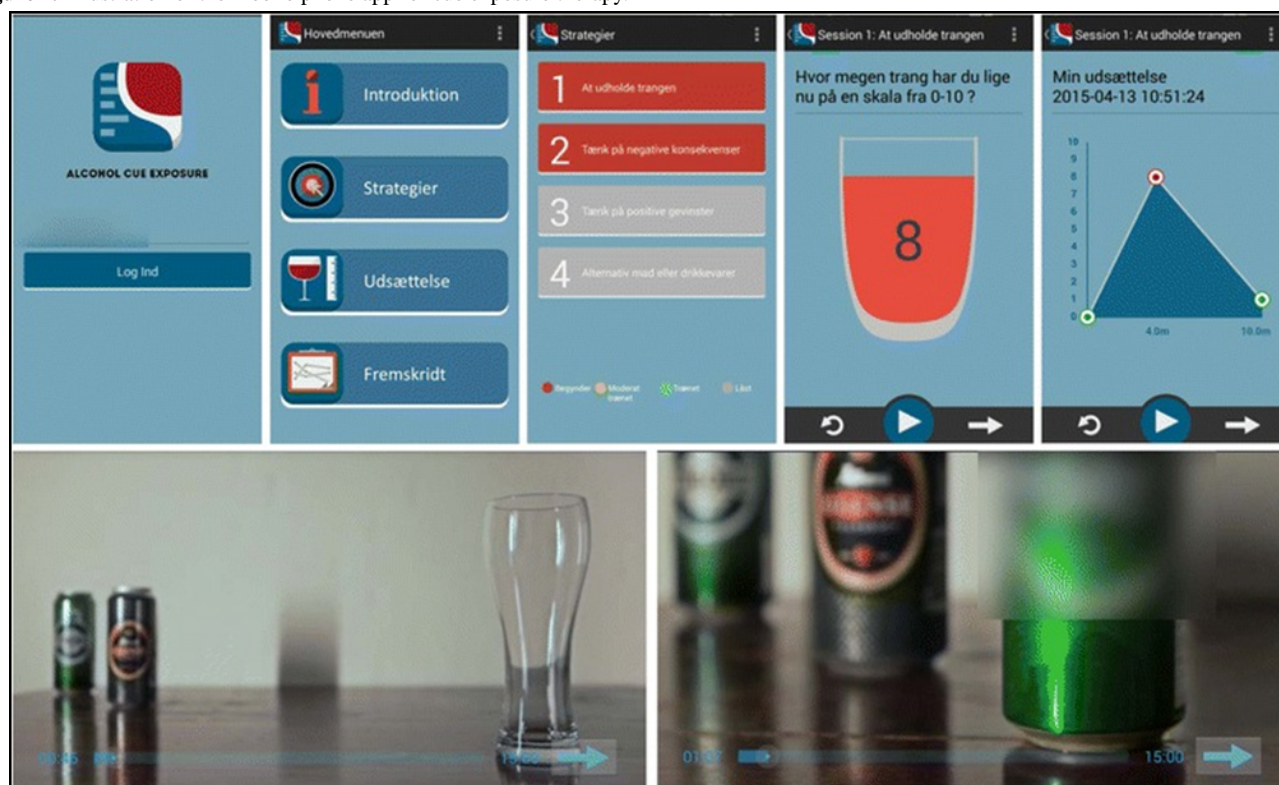 ALCOHOL CUE EXPOSURE
Log Ind
Hovedmenuen
Introduktion
Strategier
Udsættelse
Fremskridt
Strategier
1 At udholde trangen
2 Tænk på negative konsekvenser
3 Tænk på positive gevinster
4 Alternativ mad eller drikkevarer
Begynder Moderat Trænet Låst
trænet
Session 1: At udholde trangen
Hvor megen trang har du lige
nu på en skala fra 0-10 ?
8
Session 1: At udholde trangen
Min udsættelse
2015-04-13 10:51:24
10
9
8
7
6
5
4
3
2
1
0
4.0m 10.0m
00:46 15:00
15:00